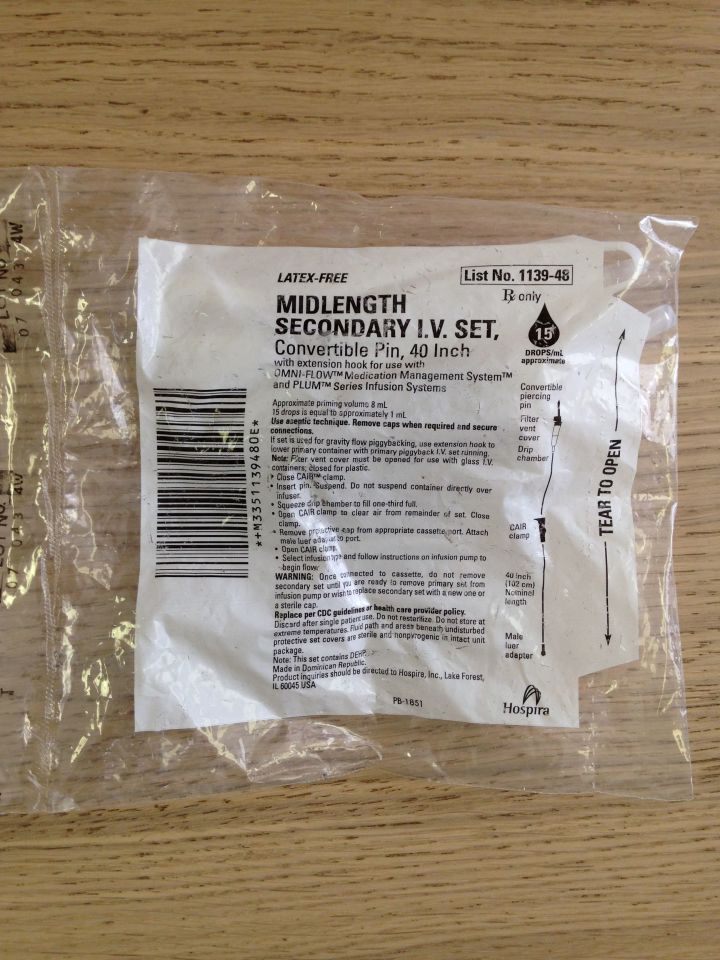 LATEX-FREE
List No. 1139-48
℞ only
MIDLENGTH
SECONDARY I.V. SET,
Convertible Pin, 40 Inch
with extension hook for use with
OMNI-FLOW™ Medication Management System™
and PLUM™ Series Infusion Systems
15
DROPS/mL
approximate
Approximate priming volume 8 mL
15 drops is equal to approximately 1 mL
Use aseptic technique. Remove caps when required and secure
connections.
If set is used for gravity flow piggybacking, use extension hook to
lower primary container with primary piggyback I.V. set running.
Note: Filter vent cover must be opened for use with glass I.V.
containers; closed for plastic.
• Close CAIR™ clamp.
• Insert pin. Suspend. Do not suspend container directly over
infuser.
• Squeeze drip chamber to fill one-third full.
• Open CAIR clamp to clear air from remainder of set. Close
clamp.
• Remove protective cap from appropriate cassette port. Attach
male luer adapter to port.
• Open CAIR clamp.
• Select infusion type and follow instructions on infusion pump to
begin flow.
WARNING: Once connected to cassette, do not remove
secondary set until you are ready to remove primary set from
infusion pump or wish to replace secondary set with a new one or
a sterile cap.
Replace per CDC guidelines or health care provider policy.
Discard after single patient use. Do not resterilize. Do not store at
extreme temperatures. Fluid path and areas beneath undisturbed
protective set covers are sterile and nonpyrogenic in intact unit
package.
Note: This set contains DEHP.
Made in Dominican Republic.
Product inquiries should be directed to Hospira, Inc., Lake Forest,
IL 60045 USA
PB-1851
Convertible
piercing
pin
Filter
vent
cover
Drip
chamber
CAIR
clamp
40 Inch
(102 cm)
Nominal
length
Male
luer
adapter
TEAR TO OPEN
Hospira
*+M335113948​0E*
LOT NO
07 043 4W
LOT NO
07 043 4W